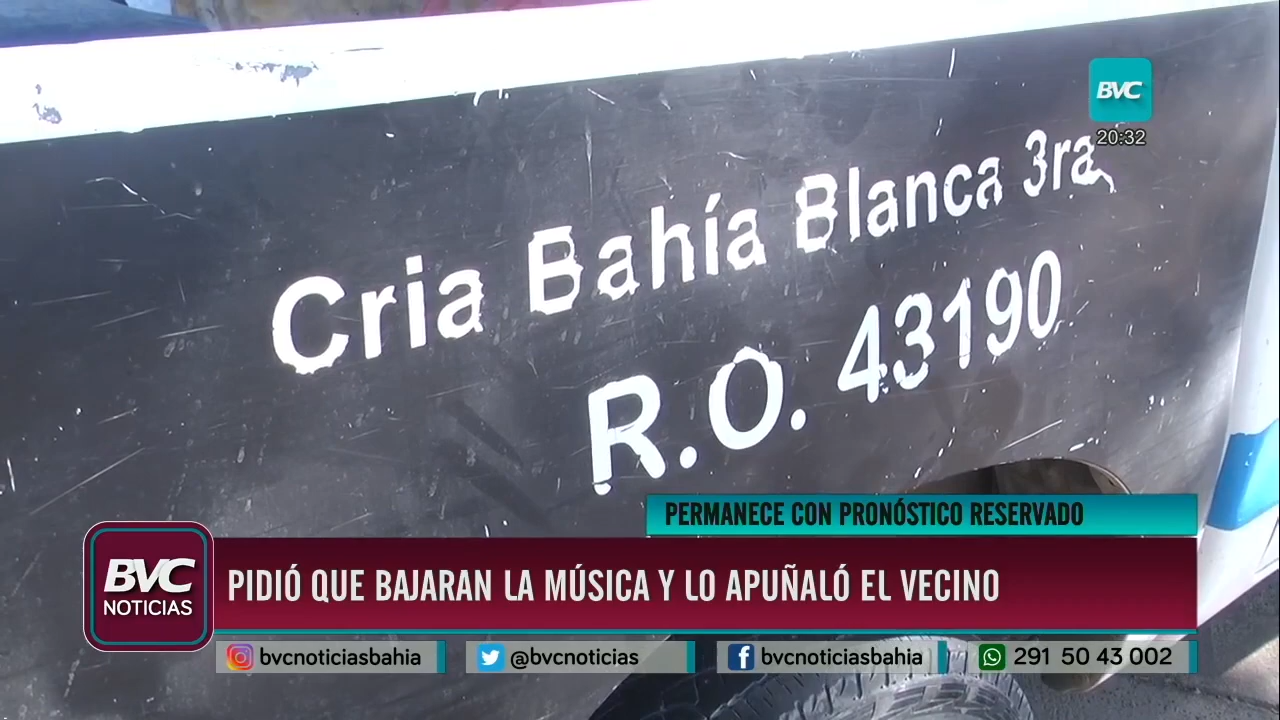 BVC
20:32
Cria Bahía Blanca 3ra
R.O. 43190
PERMANECE CON PRONÓSTICO RESERVADO
BVC
NOTICIAS
PIDIÓ QUE BAJARAN LA MÚSICA Y LO APUÑALÓ EL VECINO
bvcnoticiasbahia
@bvcnoticias
bvcnoticiasbahia
291 50 43 002